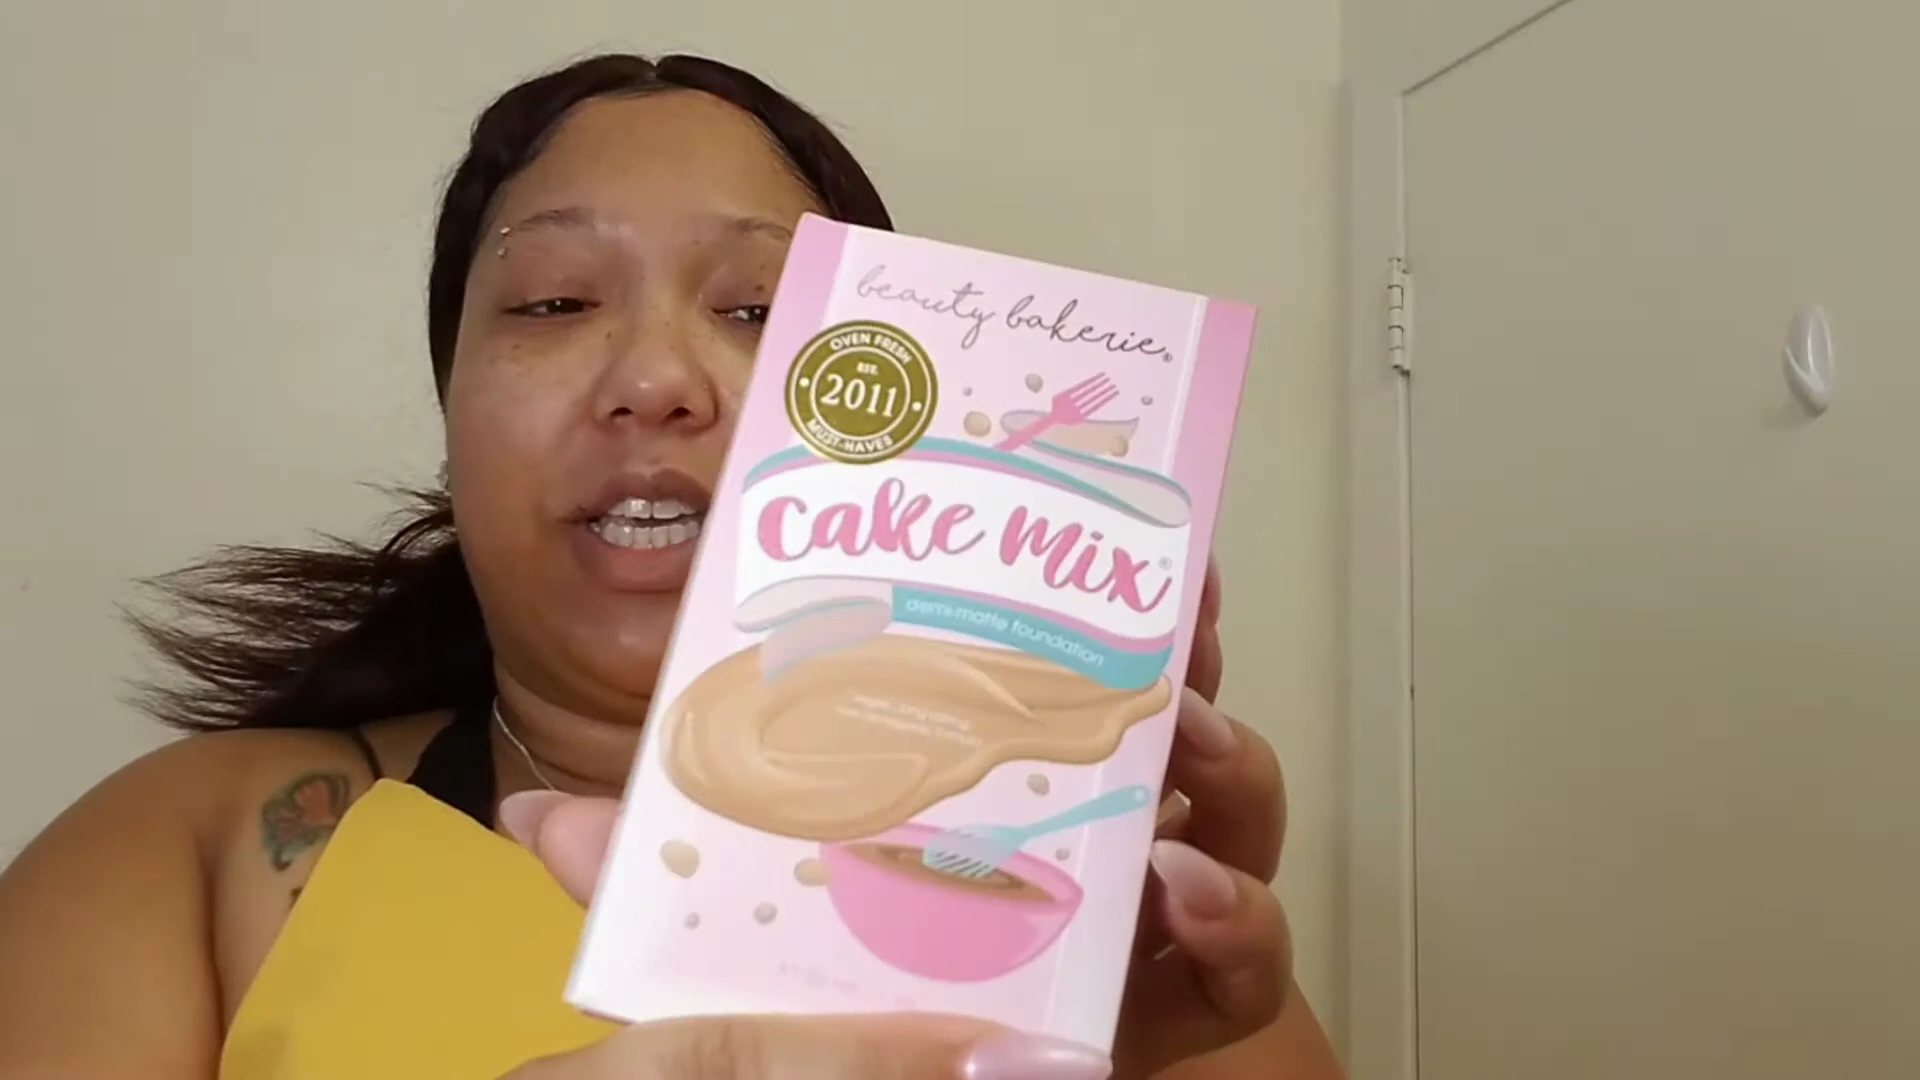 beauty bakerie®
OVEN FRESH
EST.
2011
MUST-HAVES
cake mix®
demi-matte foundation